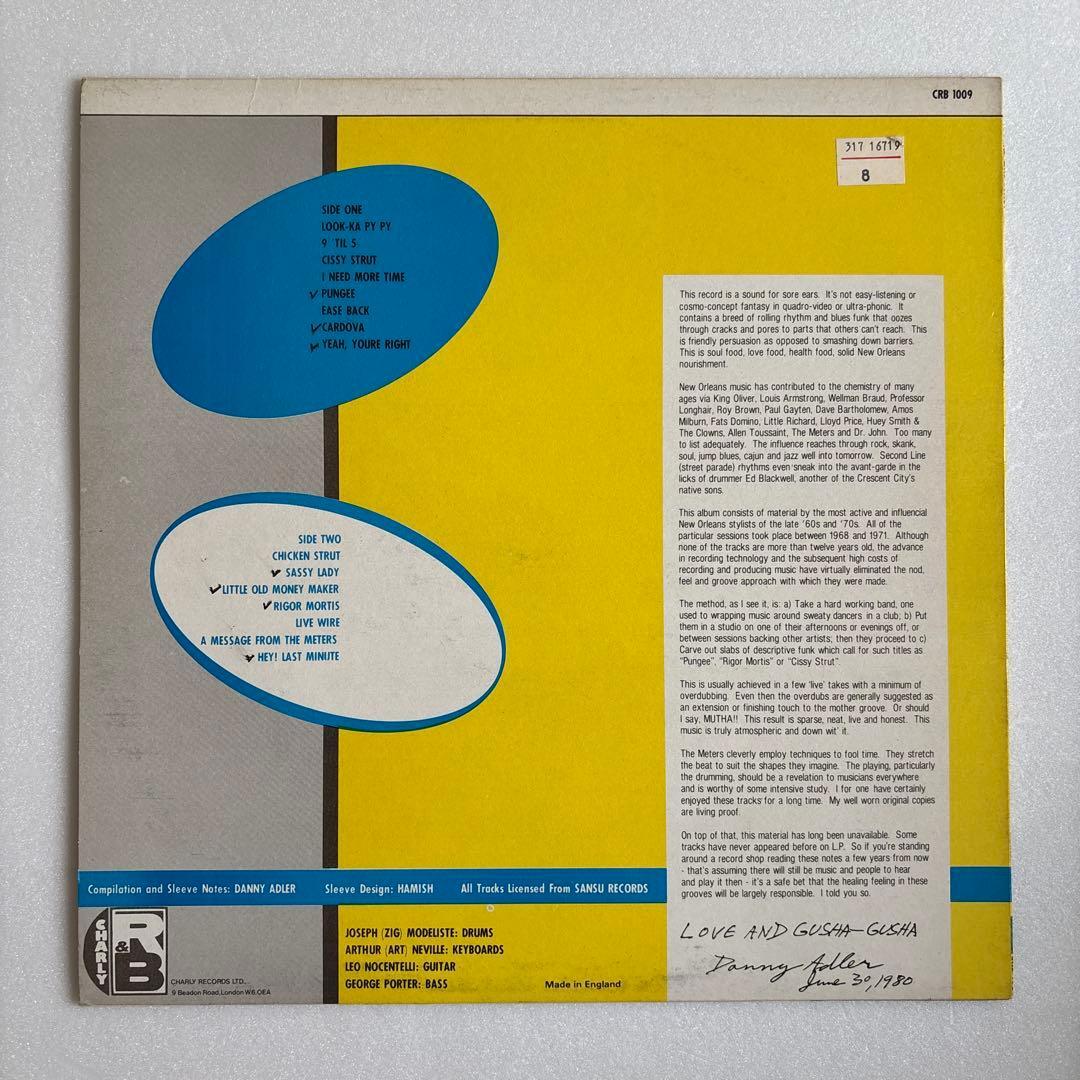 CRB 1009
317 16719
8
SIDE ONE
LOOK-KA PY PY
9 'TIL 5
CISSY STRUT
I NEED MORE TIME
PUNGEE
EASE BACK
CARDOVA
YEAH, YOURE RIGHT
SIDE TWO
CHICKEN STRUT
SASSY LADY
LITTLE OLD MONEY MAKER
RIGOR MORTIS
LIVE WIRE
A MESSAGE FROM THE METERS
HEY! LAST MINUTE
This record is a sound for sore ears. It's not easy-listening or
cosmo-concept fantasy in quadro-video or ultra-phonic. It
contains a breed of rolling rhythm and blues funk that oozes
through cracks and pores to parts that others can't reach. This
is friendly persuasion as opposed to smashing down barriers.
This is soul food, love food, health food, solid New Orleans
nourishment.
New Orleans music has contributed to the chemistry of many
ages via King Oliver, Louis Armstrong, Wellman Braud, Professor
Longhair, Roy Brown, Paul Gayten, Dave Bartholomew, Amos
Milburn, Fats Domino, Little Richard, Lloyd Price, Huey Smith &
The Clowns, Allen Toussaint, The Meters and Dr. John. Too many
to list adequately. The influence reaches through rock, skank,
soul, jump blues, cajun and jazz well into tomorrow. Second Line
(street parade) rhythms even sneak into the avant-garde in the
licks of drummer Ed Blackwell, another of the Crescent City's
native sons.
This album consists of material by the most active and influencial
New Orleans stylists of the late '60s and '70s. All of the
particular sessions took place between 1968 and 1971. Although
none of the tracks are more than twelve years old, the advance
in recording technology and the subsequent high costs of
recording and producing music have virtually eliminated the nod,
feel and groove approach with which they were made.
The method, as I see it, is: a) Take a hard working band, one
used to wrapping music around sweaty dancers in a club; b) Put
them in a studio on one of their afternoons or evenings off, or
between sessions backing other artists; then they proceed to c)
Carve out slabs of descriptive funk which call for such titles as
"Pungee", "Rigor Mortis" or "Cissy Strut".
This is usually achieved in a few 'live' takes with a minimum of
overdubbing. Even then the overdubs are generally suggested as
an extension or finishing touch to the mother groove. Or should
I say, MUTHA!! This result is sparse, neat, live and honest. This
music is truly atmospheric and down wit' it.
The Meters cleverly employ techniques to fool time. They stretch
the beat to suit the shapes they imagine. The playing, particularly
the drumming, should be a revelation to musicians everywhere
and is worthy of some intensive study. I for one have certainly
enjoyed these tracks for a long time. My well worn original copies
are living proof.
On top of that, this material has long been unavailable. Some
tracks have never appeared before on L.P. So if you're standing
around a record shop reading these notes a few years from now
- that's assuming there will still be music and people to hear
and play it then - it's a safe bet that the healing feeling in these
grooves will be largely responsible. I told you so.
LOVE AND GUSHA-GUSHA
Danny Adler
June 30, 1980
Compilation and Sleeve Notes: DANNY ADLER Sleeve Design: HAMISH All Tracks Licensed From SANSU RECORDS
CHARLY
R&B
CHARLY RECORDS LTD.,
9 Beadon Road, London W6.OEA
JOSEPH (ZIG) MODELISTE: DRUMS
ARTHUR (ART) NEVILLE: KEYBOARDS
LEO NOCENTELLI: GUITAR
GEORGE PORTER: BASS
Made in England